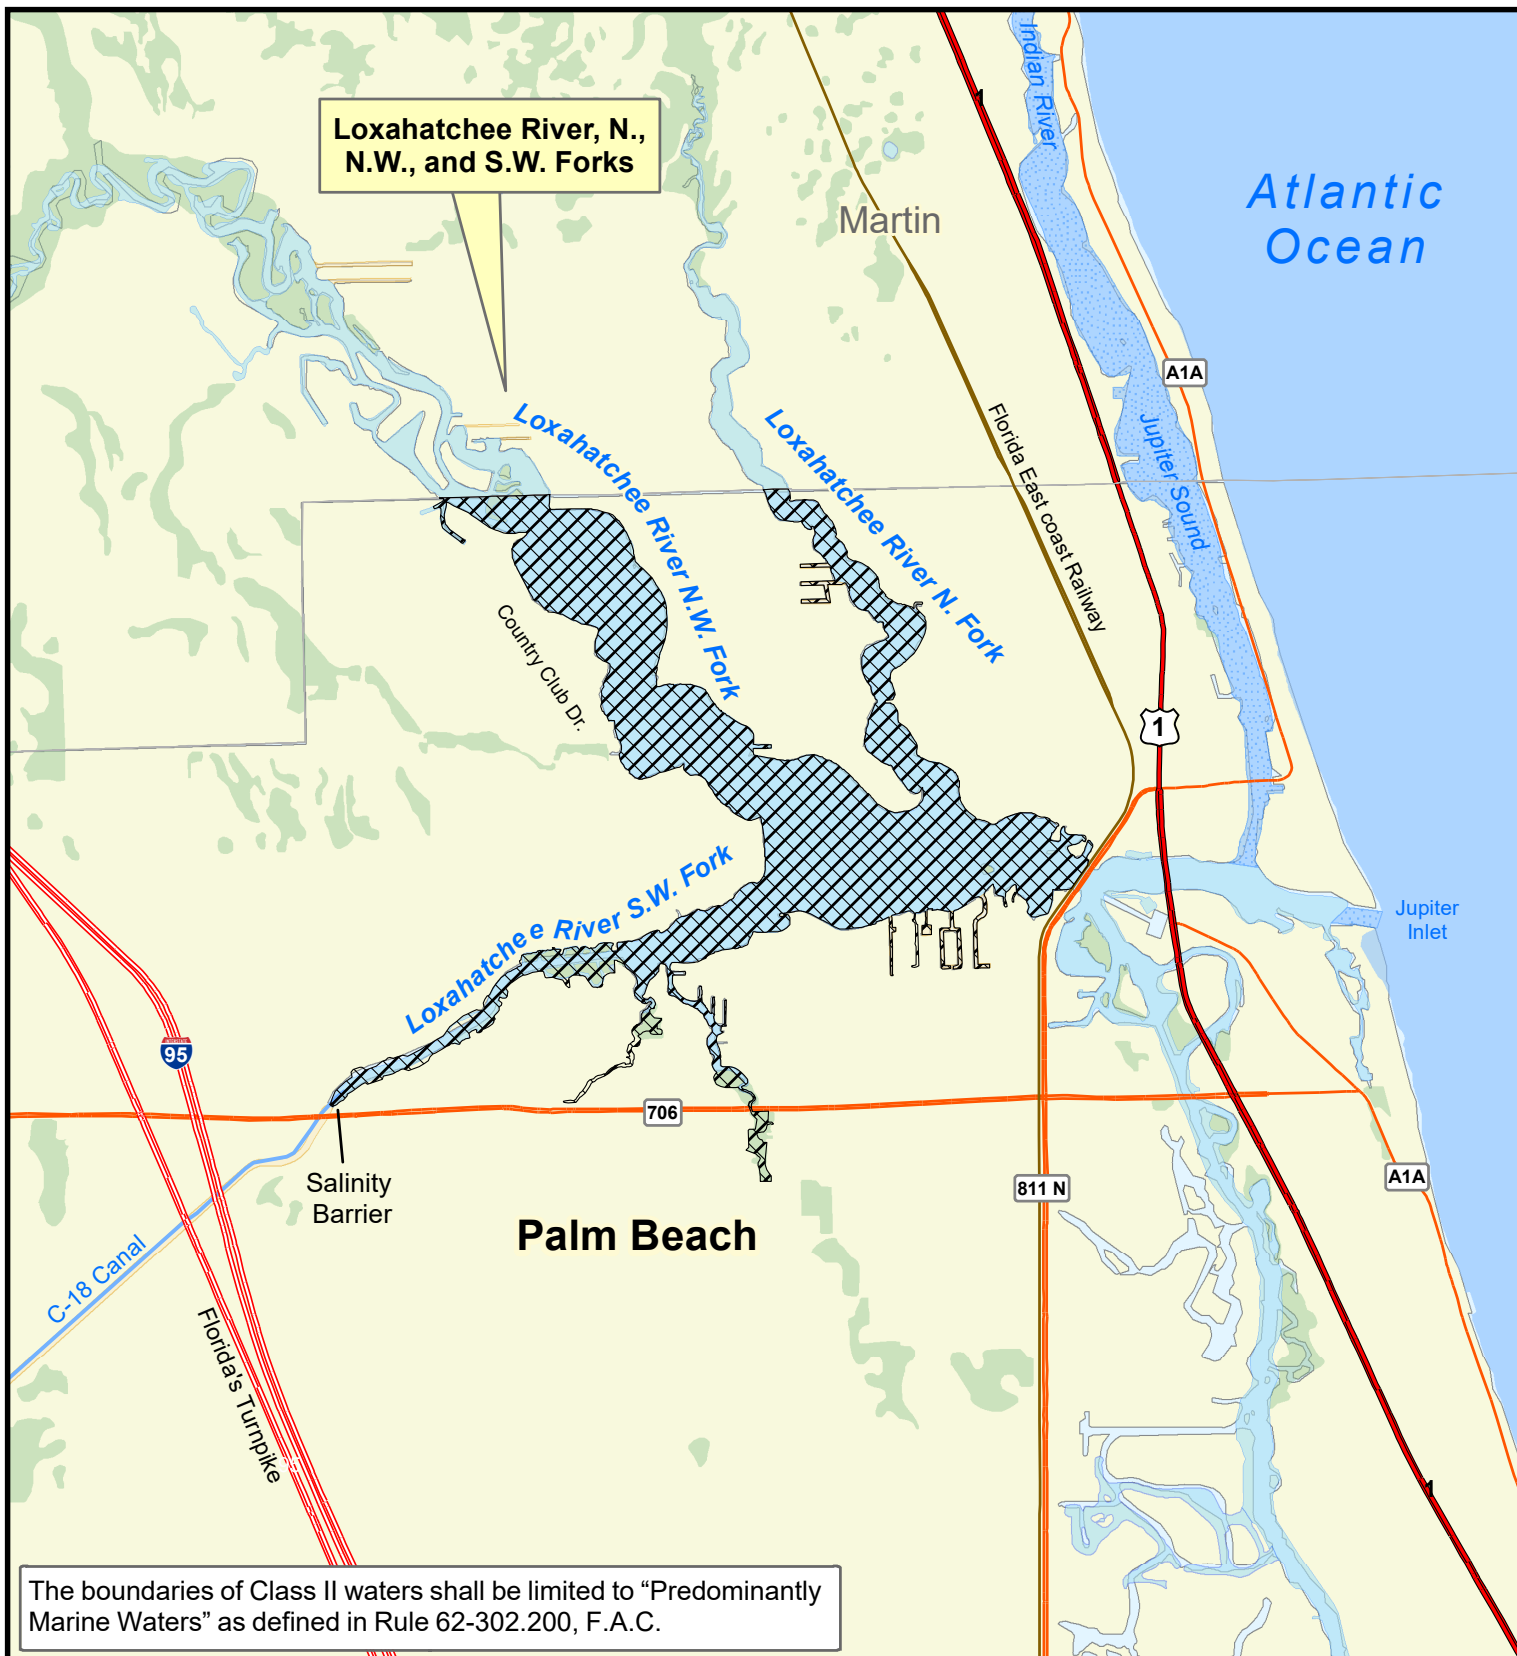 Indian River
1
Loxahatchee River, N.,
N.W., and S.W. Forks
Atlantic
Ocean
Martin
A1A
Loxahatchee River N.W. Fork
Loxahatchee River N. Fork
Florida East coast Railway
Jupiter Sound
Country Club Dr.
1
Loxahatchee River S.W. Fork
Jupiter
Inlet
95
706
Salinity
Barrier
811 N
A1A
Palm Beach
C-18 Canal
Florida's Turnpike
1
The boundaries of Class II waters shall be limited to “Predominantly
Marine Waters” as defined in Rule 62-302.200, F.A.C.